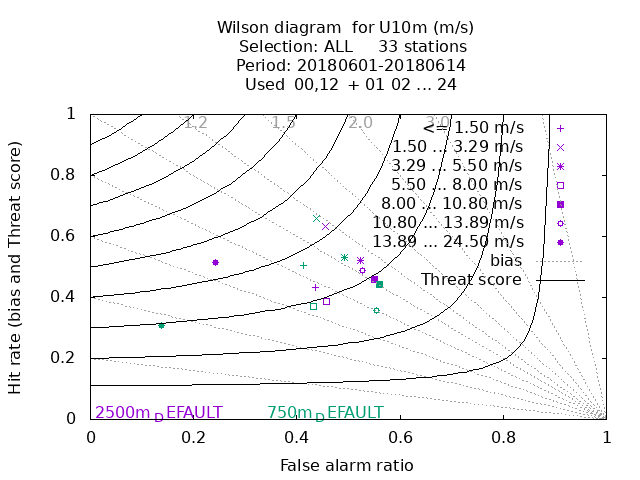 Wilson diagram  for U10m (m/s)
Selection: ALL     33 stations
Period: 20180601-20180614
Used  00,12  + 01 02 ... 24
Hit rate (bias and Threat score)
1
0.8
0.6
0.4
0.2
0
1.2
1.5
2.0
3.0
<= 1.50 m/s
1.50 ... 3.29 m/s
3.29 ... 5.50 m/s
5.50 ... 8.00 m/s
8.00 ... 10.80 m/s
10.80 ... 13.89 m/s
13.89 ... 24.50 m/s
bias
Threat score
2500m_DEFAULT
750m_DEFAULT
0
0.2
0.4
0.6
0.8
1
False alarm ratio